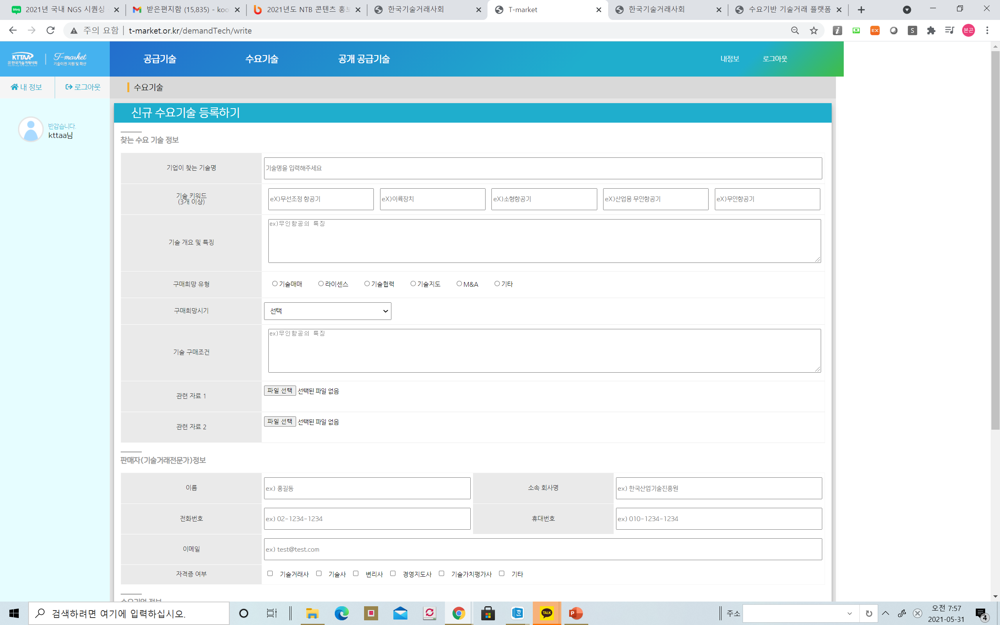 2021년 국내 NGS 시퀀싱
받은편지함 (15,835) - koo
2021년도 NTB 콘텐츠 홍보
한국기술거래사회
T-market
한국기술거래사회
수요기반 기술거래 플랫폼
주의 요함
t-market.or.kr/demandTech/write
본곤
KTTAA
한국기술거래사회
T-market
기술이전 지원 및 확산
공급기술
수요기술
공개 공급기술
내정보
로그아웃
내 정보
로그아웃
수요기술
반갑습니다.
kttaa님
신규 수요기술 등록하기
찾는 수요 기술 정보
기업이 찾는 기술명
기술명을 입력해주세요
기술 키워드
(3개 이상)
eX)무선조정 항공기
eX)이륙장치
eX)소형항공기
eX)산업용 무인항공기
eX)무인항공기
기술 개요 및 특징
ex)무인항공의 특징
구매희망 유형
기술매매
라이센스
기술협력
기술지도
M&A
기타
구매희망시기
선택
기술 구매조건
ex)무인항공의 특징
관련 자료 1
파일 선택 선택된 파일 없음
관련 자료 2
파일 선택 선택된 파일 없음
판매자(기술거래전문가)정보
이름
ex) 홍길동
소속 회사명
ex) 한국산업기술진흥원
전화번호
ex) 02-1234-1234
휴대번호
ex) 010-1234-1234
이메일
ex) test@test.com
자격증 여부
기술거래사
기술사
변리사
경영지도사
기술가치평가사
기타
수요기업 정보
검색하려면 여기에 입력하십시오.
TALK
주소
오전 7:57
2021-05-31
4